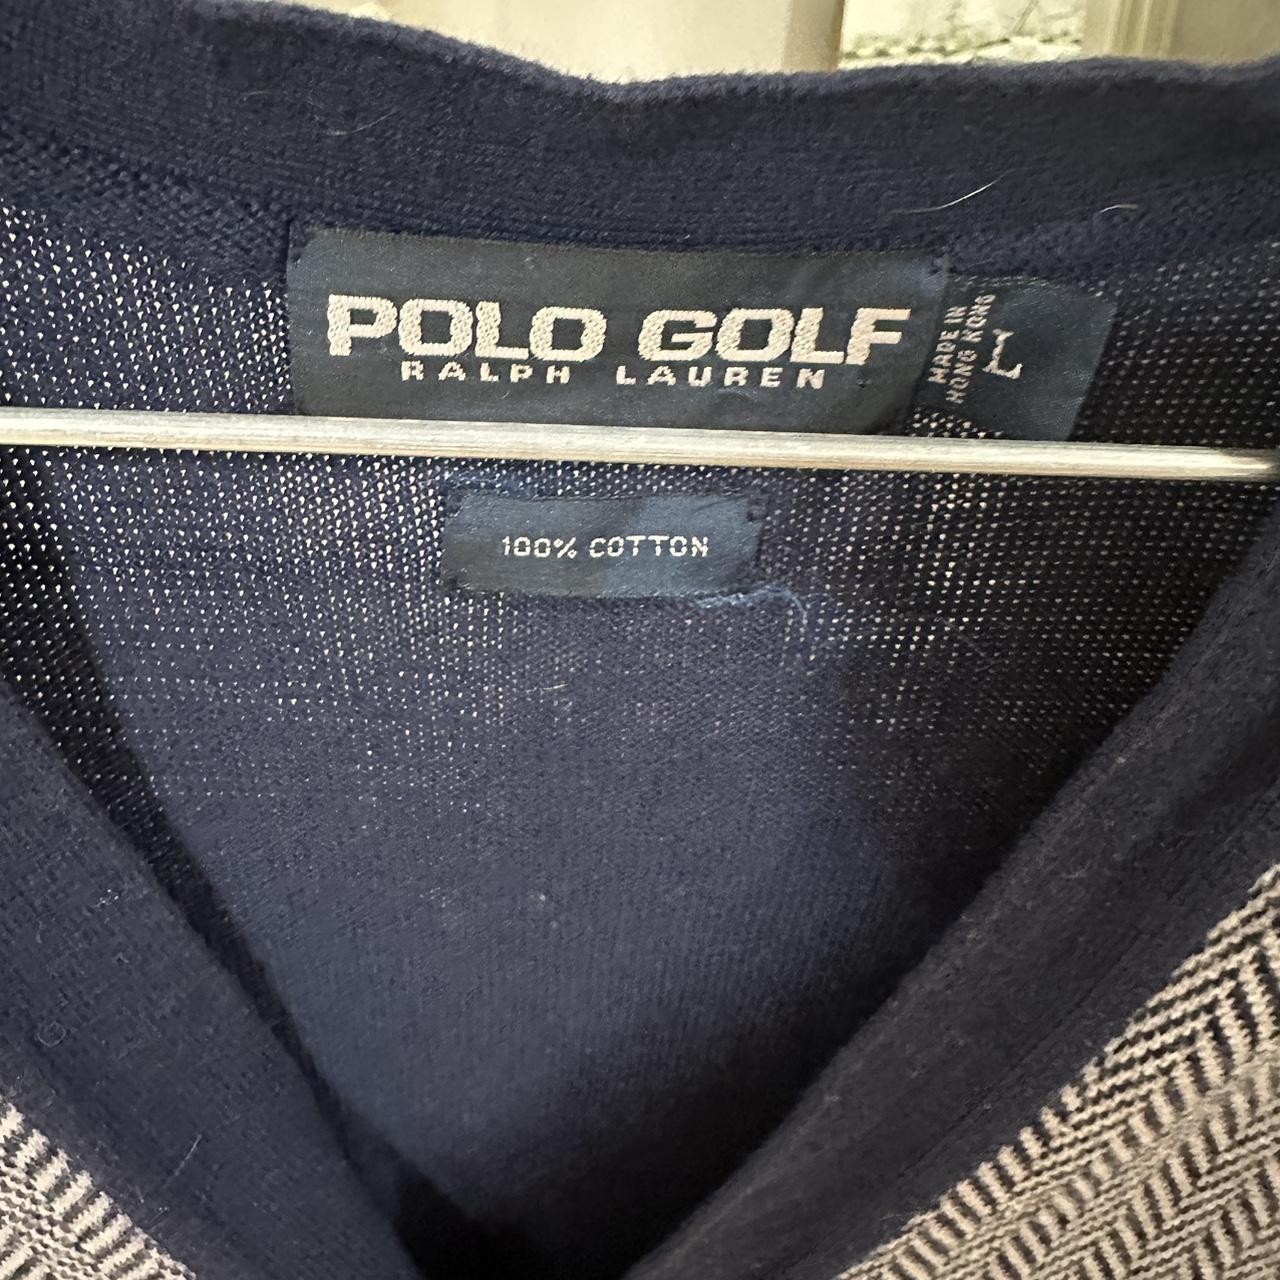 POLO GOLF
RALPH LAUREN
MADE IN
HONG KONG
L
100% COTTON